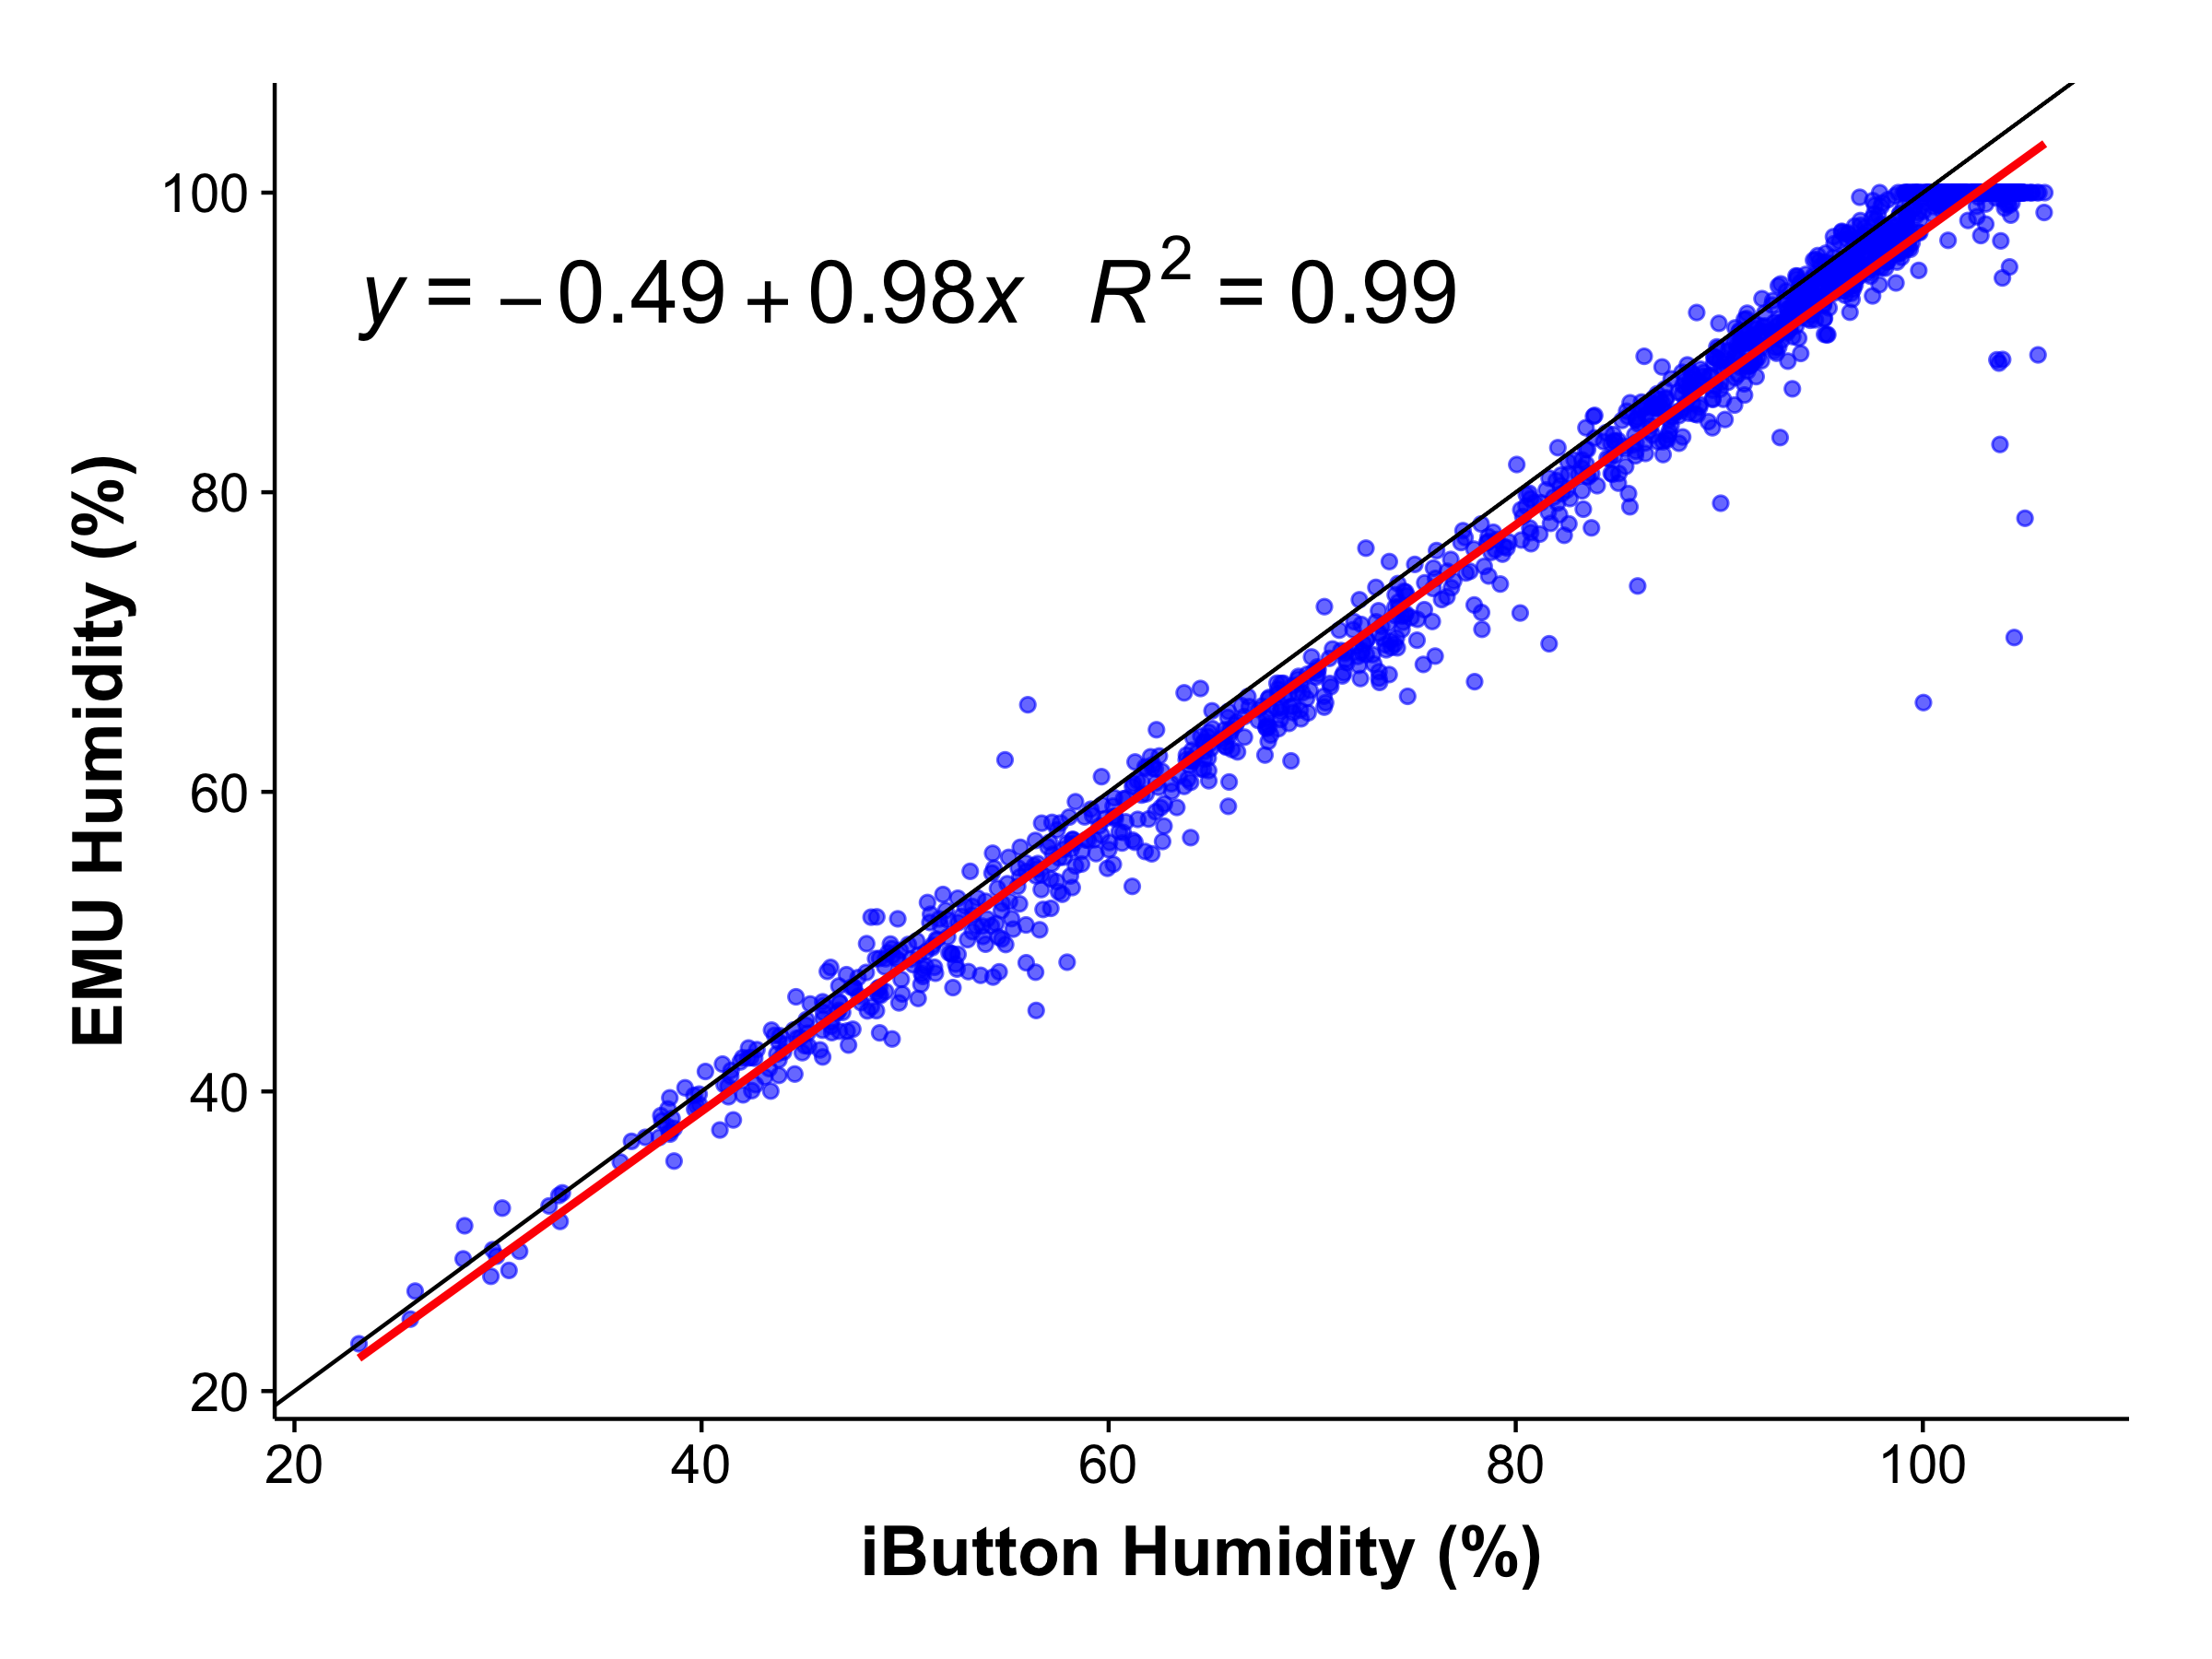 y = − 0.49 + 0.98x R² = 0.99
EMU Humidity (%)
100
80
60
40
20
20 40 60 80 100
iButton Humidity (%)